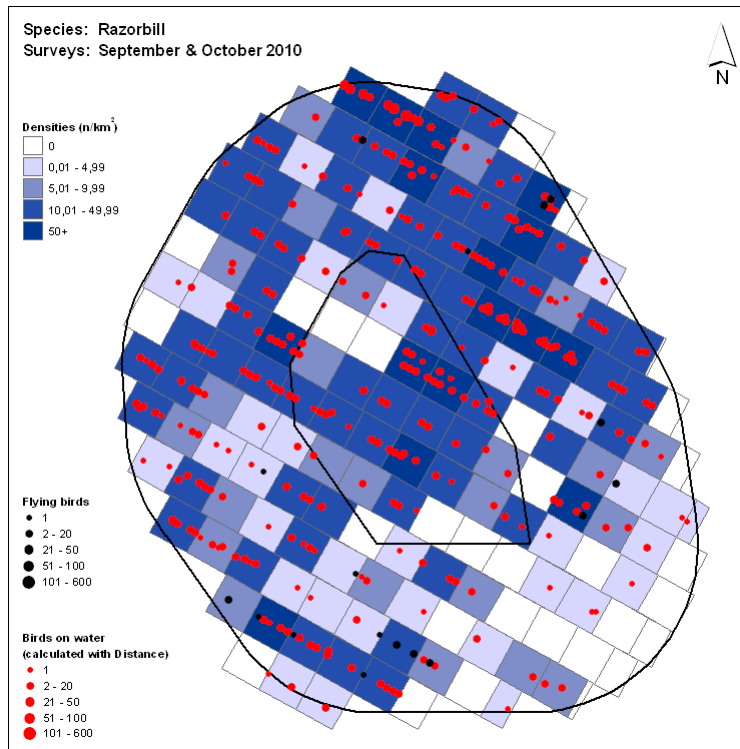 Species: Razorbill
Surveys: September & October 2010
N
Densities (n/km²)
0
0,01 - 4,99
5,01 - 9,99
10,01 - 49,99
50+
Flying birds
1
2 - 20
21 - 50
51 - 100
101 - 600
Birds on water
(calculated with Distance)
1
2 - 20
21 - 50
51 - 100
101 - 600